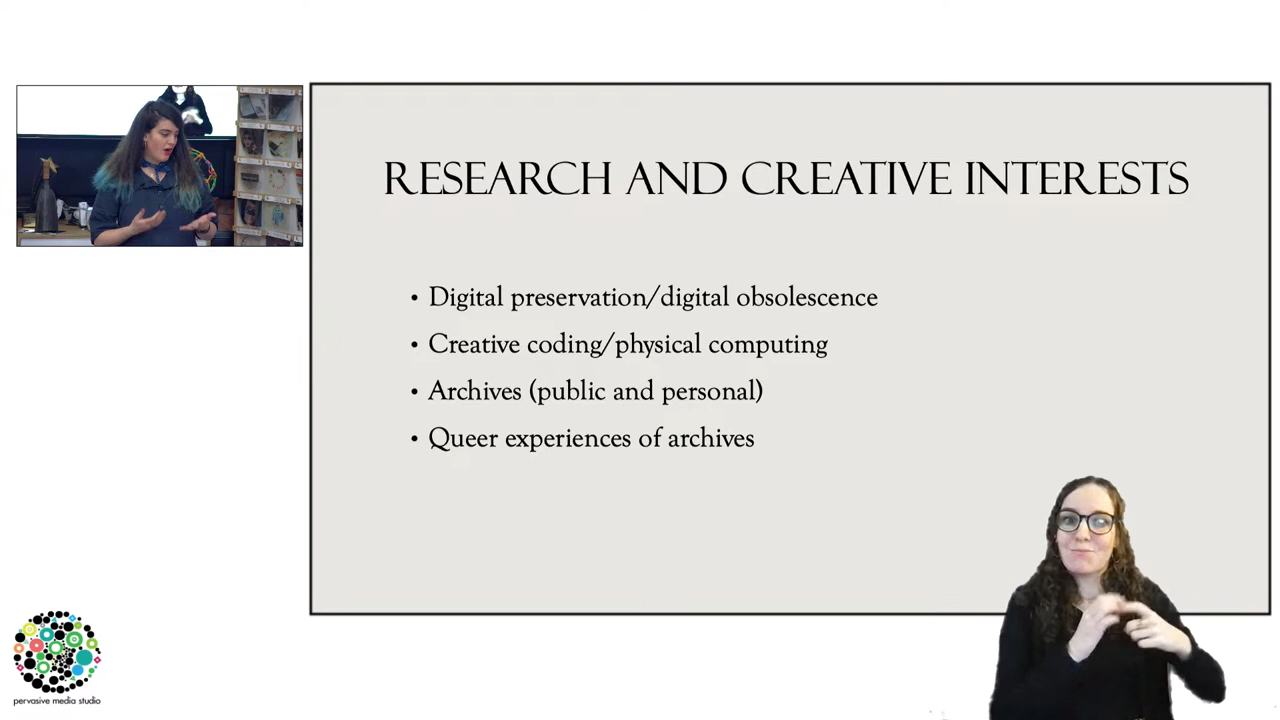 RESEARCH AND CREATIVE INTERESTS
• Digital preservation/digital obsolescence
• Creative coding/physical computing
• Archives (public and personal)
• Queer experiences of archives
pervasive media studio